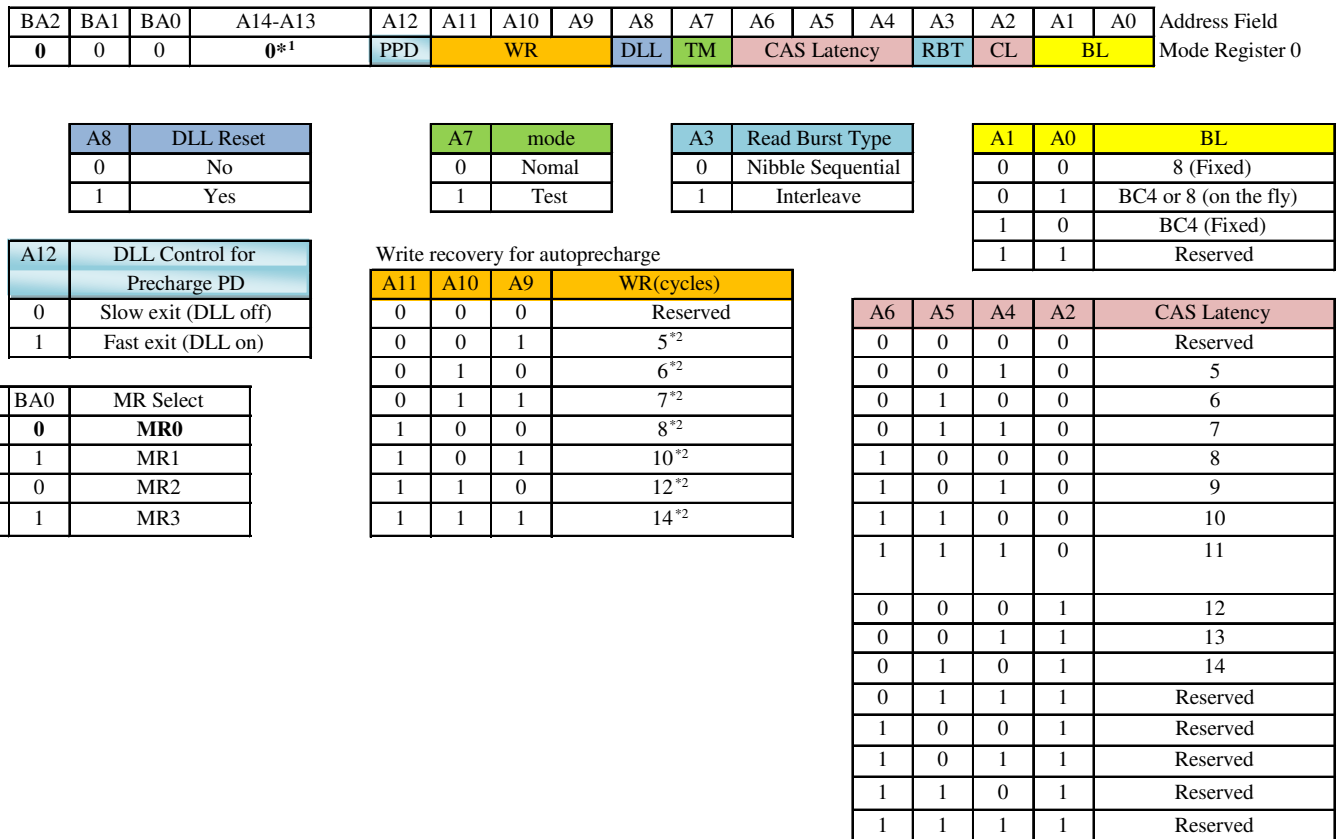 BA2 BA1 BA0 A14-A13 A12 A11 A10 A9 A8 A7 A6 A5 A4 A3 A2 A1 A0 Address Field
0 0 0 0*1 PPD WR DLL TM CAS Latency RBT CL BL Mode Register 0
A8 DLL Reset
0 No
1 Yes
A7 mode
0 Nomal
1 Test
A3 Read Burst Type
0 Nibble Sequential
1 Interleave
A1 A0 BL
0 0 8 (Fixed)
0 1 BC4 or 8 (on the fly)
1 0 BC4 (Fixed)
1 1 Reserved
A12 DLL Control for
Precharge PD
0 Slow exit (DLL off)
1 Fast exit (DLL on)
BA0 MR Select
0 MR0
1 MR1
0 MR2
1 MR3
Write recovery for autoprecharge
A11 A10 A9 WR(cycles)
0 0 0 Reserved
0 0 1 5*2
0 1 0 6*2
0 1 1 7*2
1 0 0 8*2
1 0 1 10*2
1 1 0 12*2
1 1 1 14*2
A6 A5 A4 A2 CAS Latency
0 0 0 0 Reserved
0 0 1 0 5
0 1 0 0 6
0 1 1 0 7
1 0 0 0 8
1 0 1 0 9
1 1 0 0 10
1 1 1 0 11
0 0 0 1 12
0 0 1 1 13
0 1 0 1 14
0 1 1 1 Reserved
1 0 0 1 Reserved
1 0 1 1 Reserved
1 1 0 1 Reserved
1 1 1 1 Reserved